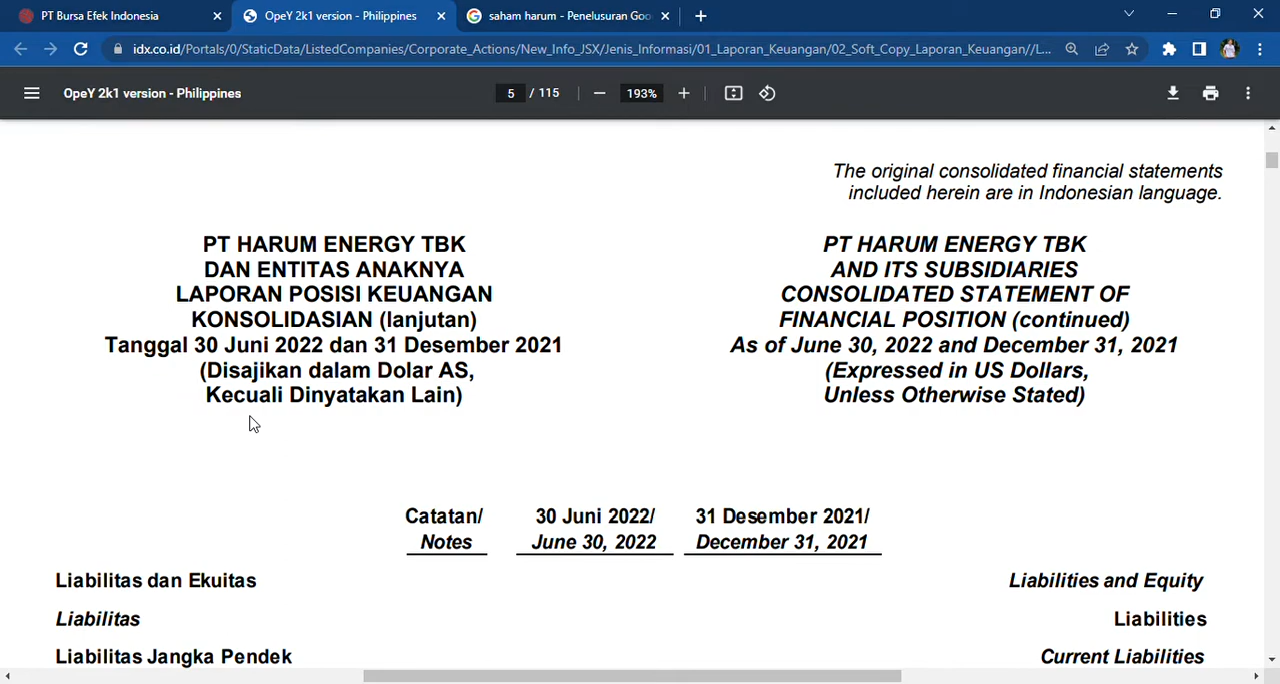 PT Bursa Efek Indonesia
OpeY 2k1 version - Philippines
saham harum - Penelusuran Goo
idx.co.id/Portals/0/StaticData/ListedCompanies/Corporate_Actions/New_Info_JSX/Jenis_Informasi/01_Laporan_Keuangan/02_Soft_Copy_Laporan_Keuangan//L...
OpeY 2k1 version - Philippines
5 / 115
193%
The original consolidated financial statements
included herein are in Indonesian language.
PT HARUM ENERGY TBK
DAN ENTITAS ANAKNYA
LAPORAN POSISI KEUANGAN
KONSOLIDASIAN (lanjutan)
Tanggal 30 Juni 2022 dan 31 Desember 2021
(Disajikan dalam Dolar AS,
Kecuali Dinyatakan Lain)
PT HARUM ENERGY TBK
AND ITS SUBSIDIARIES
CONSOLIDATED STATEMENT OF
FINANCIAL POSITION (continued)
As of June 30, 2022 and December 31, 2021
(Expressed in US Dollars,
Unless Otherwise Stated)
Catatan/ 30 Juni 2022/ 31 Desember 2021/
Notes June 30, 2022 December 31, 2021
Liabilitas dan Ekuitas Liabilities and Equity
Liabilitas Liabilities
Liabilitas Jangka Pendek Current Liabilities